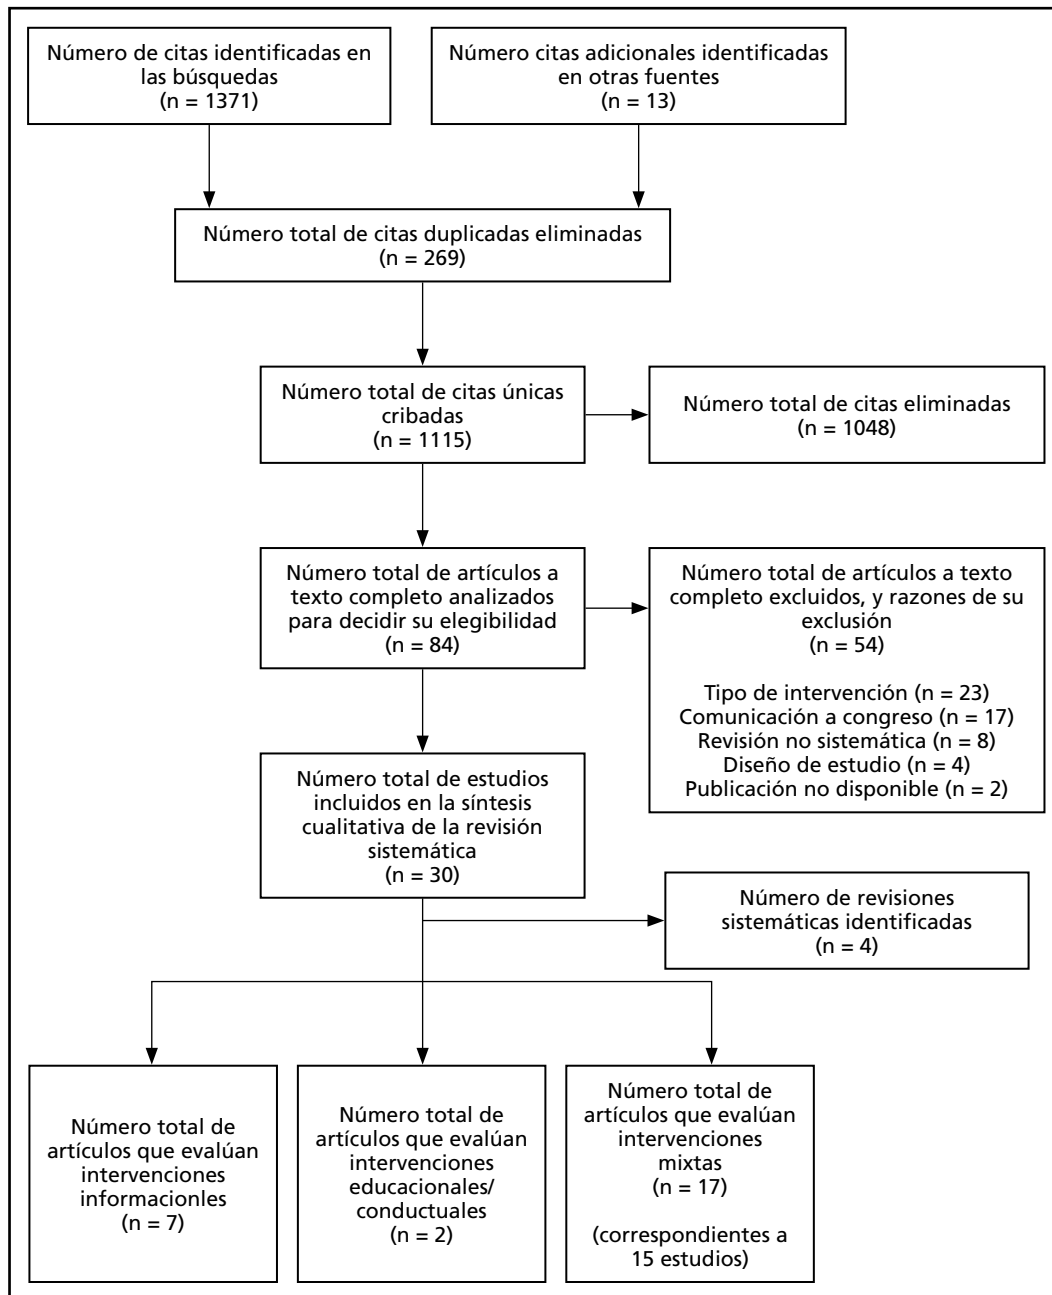 Número de citas identificadas en
las búsquedas
(n = 1371)
Número citas adicionales identificadas
en otras fuentes
(n = 13)
Número total de citas duplicadas eliminadas
(n = 269)
Número total de citas únicas
cribadas
(n = 1115)
Número total de citas eliminadas
(n = 1048)
Número total de artículos a
texto completo analizados
para decidir su elegibilidad
(n = 84)
Número total de artículos a texto
completo excluidos, y razones de su
exclusión
(n = 54)
Tipo de intervención (n = 23)
Comunicación a congreso (n = 17)
Revisión no sistemática (n = 8)
Diseño de estudio (n = 4)
Publicación no disponible (n = 2)
Número total de estudios
incluidos en la síntesis
cualitativa de la revisión
sistemática
(n = 30)
Número de revisiones
sistemáticas identificadas
(n = 4)
Número total de
artículos que evalúan
intervenciones
informacionles
(n = 7)
Número total de
artículos que evalúan
intervenciones
educacionales/
conductuales
(n = 2)
Número total de
artículos que evalúan
intervenciones
mixtas
(n = 17)
(correspondientes a
15 estudios)